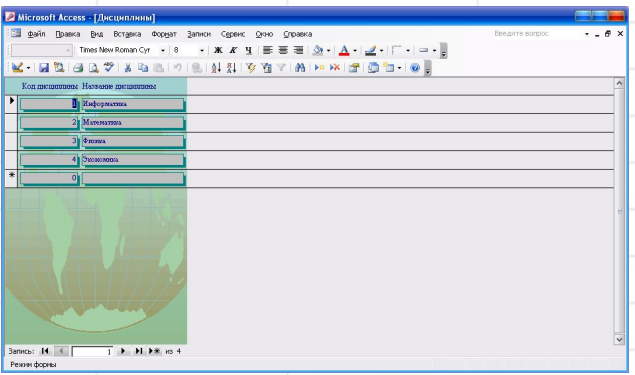 Microsoft Access - [Дисциплины]
Файл Правка Вид Вставка Формат Записи Сервис Окно Справка Введите вопрос
Times New Roman Cyr 8 Ж К Ч
Код дисциплины Название дисциплины
1 Информатика
2 Математика
3 Физика
4 Экономика
0
Запись: 1 из 4
Режим формы